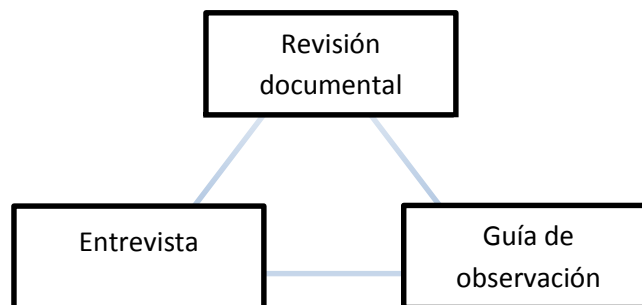 Revisión
documental
Entrevista
Guía de
observación